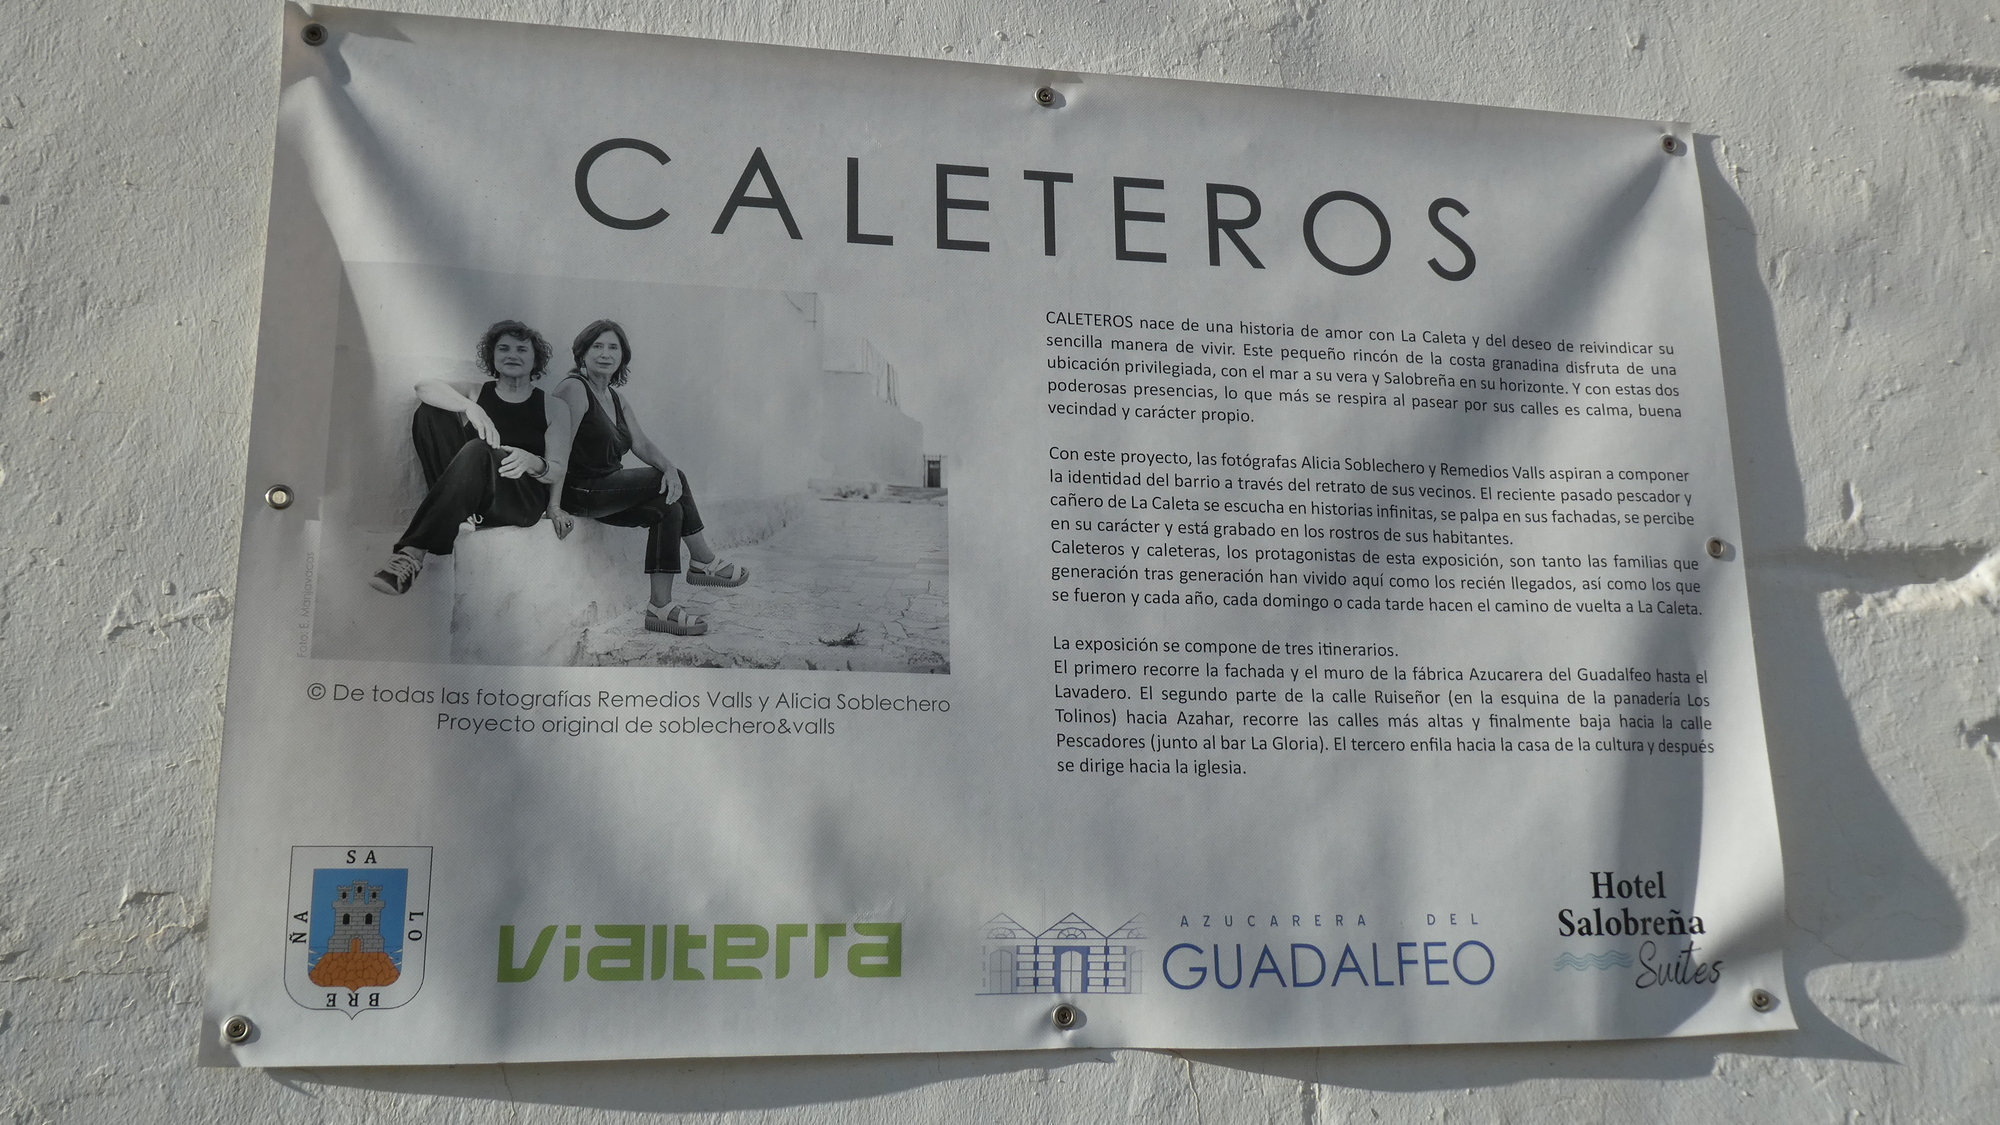 CALETEROS
CALETEROS nace de una historia de amor con La Caleta y del deseo de reivindicar su
sencilla manera de vivir. Este pequeño rincón de la costa granadina disfruta de una
ubicación privilegiada, con el mar a su vera y Salobreña en su horizonte. Y con estas dos
poderosas presencias, lo que más se respira al pasear por sus calles es calma, buena
vecindad y carácter propio.
Con este proyecto, las fotógrafas Alicia Soblechero y Remedios Valls aspiran a componer
la identidad del barrio a través del retrato de sus vecinos. El reciente pasado pescador y
cañero de La Caleta se escucha en historias infinitas, se palpa en sus fachadas, se percibe
en su carácter y está grabado en los rostros de sus habitantes.
Caleteros y caleteras, los protagonistas de esta exposición, son tanto las familias que
generación tras generación han vivido aquí como los recién llegados, así como los que
se fueron y cada año, cada domingo o cada tarde hacen el camino de vuelta a La Caleta.
La exposición se compone de tres itinerarios.
El primero recorre la fachada y el muro de la fábrica Azucarera del Guadalfeo hasta el
Lavadero. El segundo parte de la calle Ruiseñor (en la esquina de la panadería Los
Tolinos) hacia Azahar, recorre las calles más altas y finalmente baja hacia la calle
Pescadores (junto al bar La Gloria). El tercero enfila hacia la casa de la cultura y después
se dirige hacia la iglesia.
Foto: E. Manjavacas
© De todas las fotografías Remedios Valls y Alicia Soblechero
Proyecto original de soblechero&valls
SA
LO
BRE
ÑA
vialterra
AZUCARERA DEL
GUADALFEO
Hotel
Salobreña
Suites